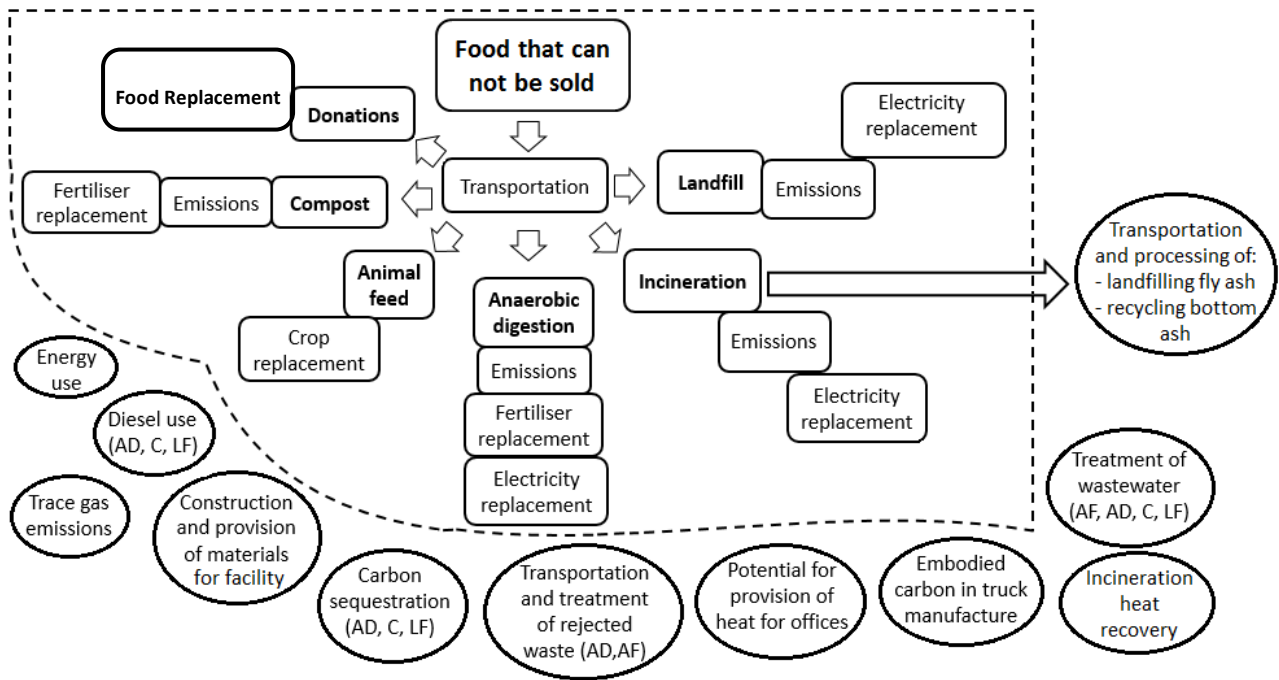 Food that can
not be sold
Food Replacement
Donations
Electricity
replacement
Transportation
Landfill
Emissions
Fertiliser
replacement
Emissions
Compost
Animal
feed
Crop
replacement
Anaerobic
digestion
Emissions
Fertiliser
replacement
Electricity
replacement
Incineration
Emissions
Electricity
replacement
Transportation
and processing of:
- landfilling fly ash
- recycling bottom
ash
Energy
use
Diesel use
(AD, C, LF)
Trace gas
emissions
Construction
and provision
of materials
for facility
Carbon
sequestration
(AD, C, LF)
Transportation
and treatment
of rejected
waste (AD,AF)
Potential for
provision of
heat for offices
Embodied
carbon in truck
manufacture
Treatment of
wastewater
(AF, AD, C, LF)
Incineration
heat
recovery